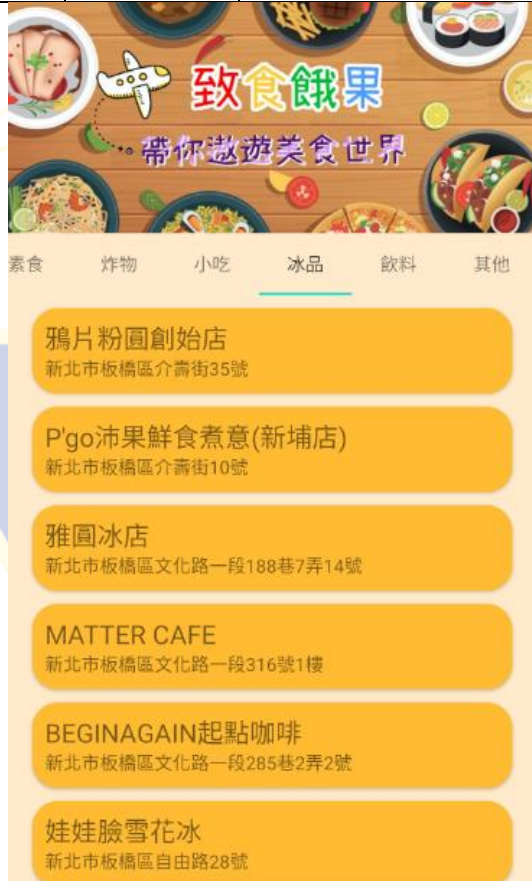 致食餓果
帶你遨遊美食世界
素食 炸物 小吃 冰品 飲料 其他
鴉片粉圓創始店
新北市板橋區介壽街35號
P'go沛果鮮食煮意(新埔店)
新北市板橋區介壽街10號
雅圓冰店
新北市板橋區文化路一段188巷7弄14號
MATTER CAFE
新北市板橋區文化路一段316號1樓
BEGINAGAIN起點咖啡
新北市板橋區文化路一段285巷2弄2號
娃娃臉雪花冰
新北市板橋區自由路28號